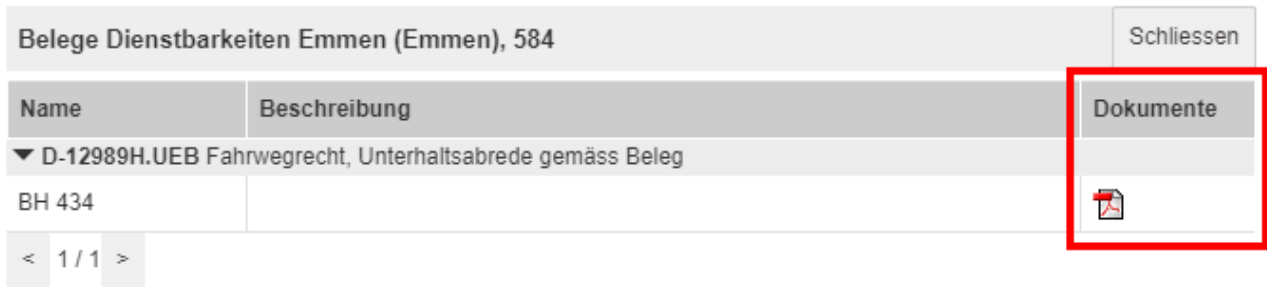 Belege Dienstbarkeiten Emmen (Emmen), 584 Schliessen
Name Beschreibung Dokumente
D-12989H.UEB Fahrwegrecht, Unterhaltsabrede gemäss Beleg
BH 434
< 1 / 1 >